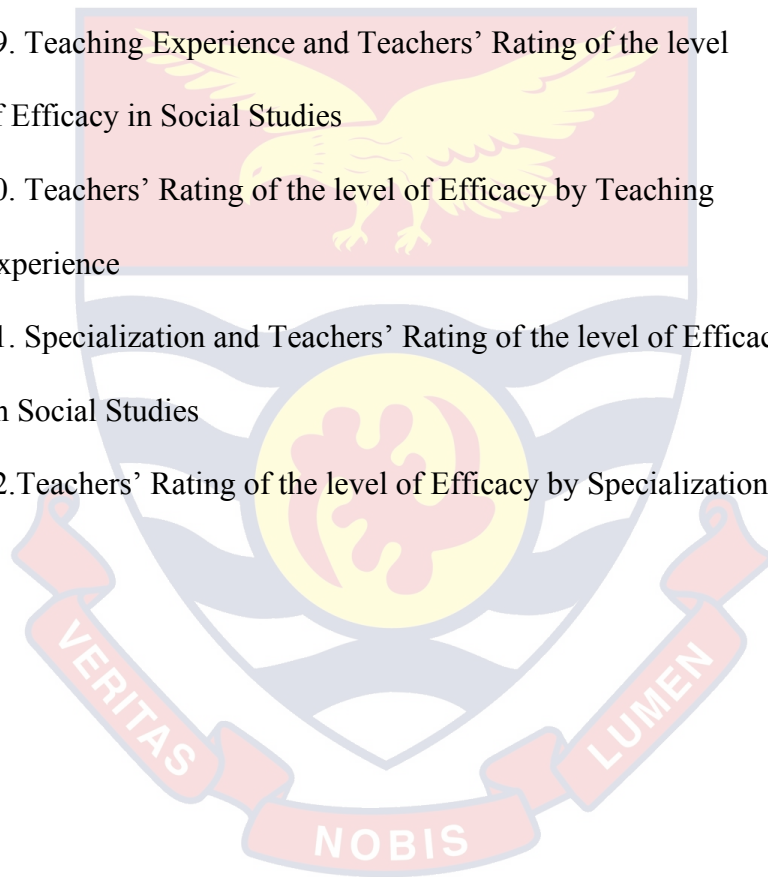 9. Teaching Experience and Teachers’ Rating of the level
f Efficacy in Social Studies
0. Teachers’ Rating of the level of Efficacy by Teaching
xperience
1. Specialization and Teachers’ Rating of the level of Efficac
n Social Studies
2.Teachers’ Rating of the level of Efficacy by Specialization
VERITAS
NOBIS
LUMEN